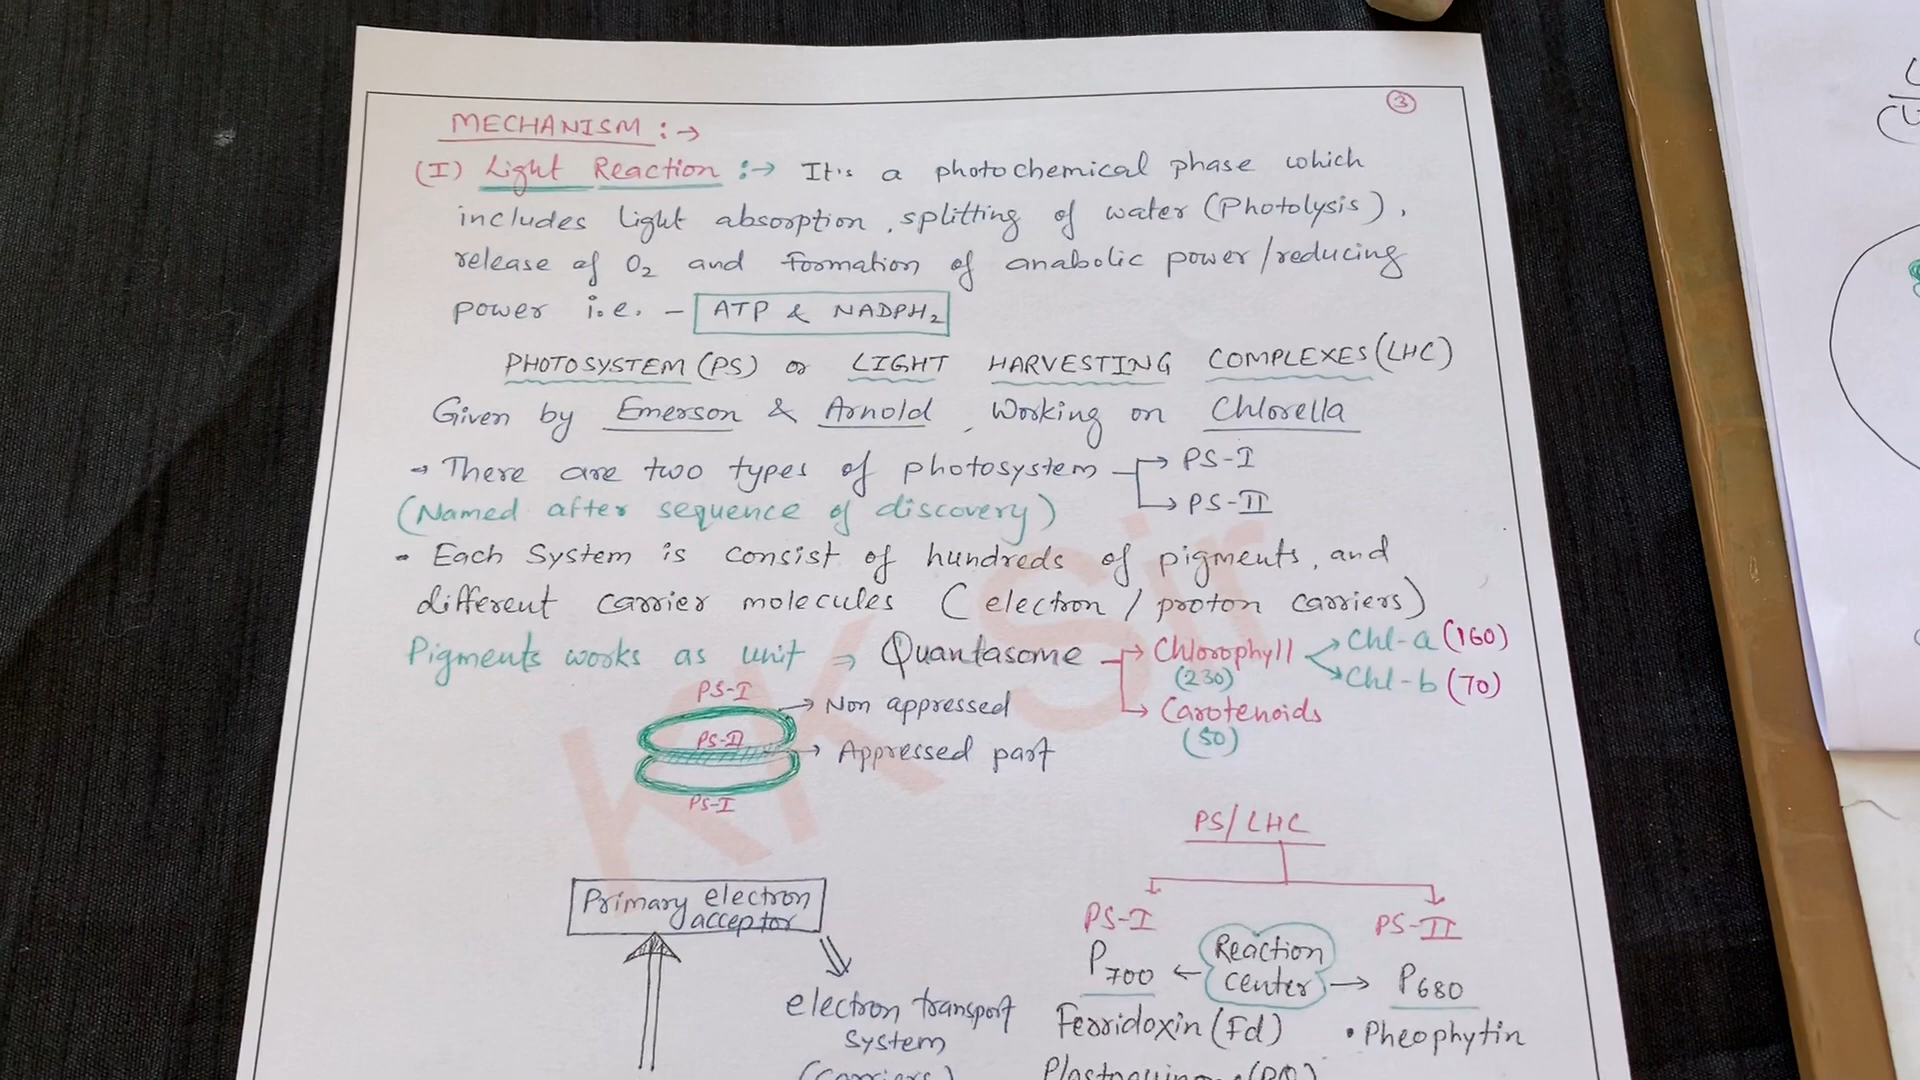 3
MECHANISM :→
(I) Light Reaction :→ It's a photochemical phase which
includes light absorption, splitting of water (Photolysis),
release of O₂ and formation of anabolic power/reducing
power i.e. – ATP & NADPH₂
PHOTOSYSTEM (PS) or LIGHT HARVESTING COMPLEXES (LHC)
Given by Emerson & Arnold, Working on Chlorella
→ There are two types of photosystem → PS-I
→ PS-II
(Named after sequence of discovery)
- Each System is consist of hundreds of pigments, and
different carrier molecules (electron / proton carriers)
Pigments works as unit ⇒ Quantasome → Chlorophyll → Chl-a (160)
(230) → Chl-b (70)
→ Carotenoids
(50)
PS-I
→ Non appressed
PS-II
→ Appressed part
PS-I
KK Sir
PS/LHC
Primary electron
acceptor
PS-I PS-II
P700 ← Reaction center → P680
electron transport
system
(carriers)
Ferridoxin (Fd) • Pheophytin
Plastoquinone (PQ)